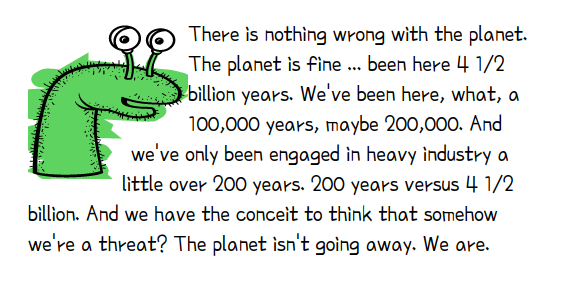 There is nothing wrong with the planet.
The planet is fine ... been here 4 1/2
billion years. We've been here, what, a
100,000 years, maybe 200,000. And
we've only been engaged in heavy industry a
little over 200 years. 200 years versus 4 1/2
billion. And we have the conceit to think that somehow
we're a threat? The planet isn't going away. We are.